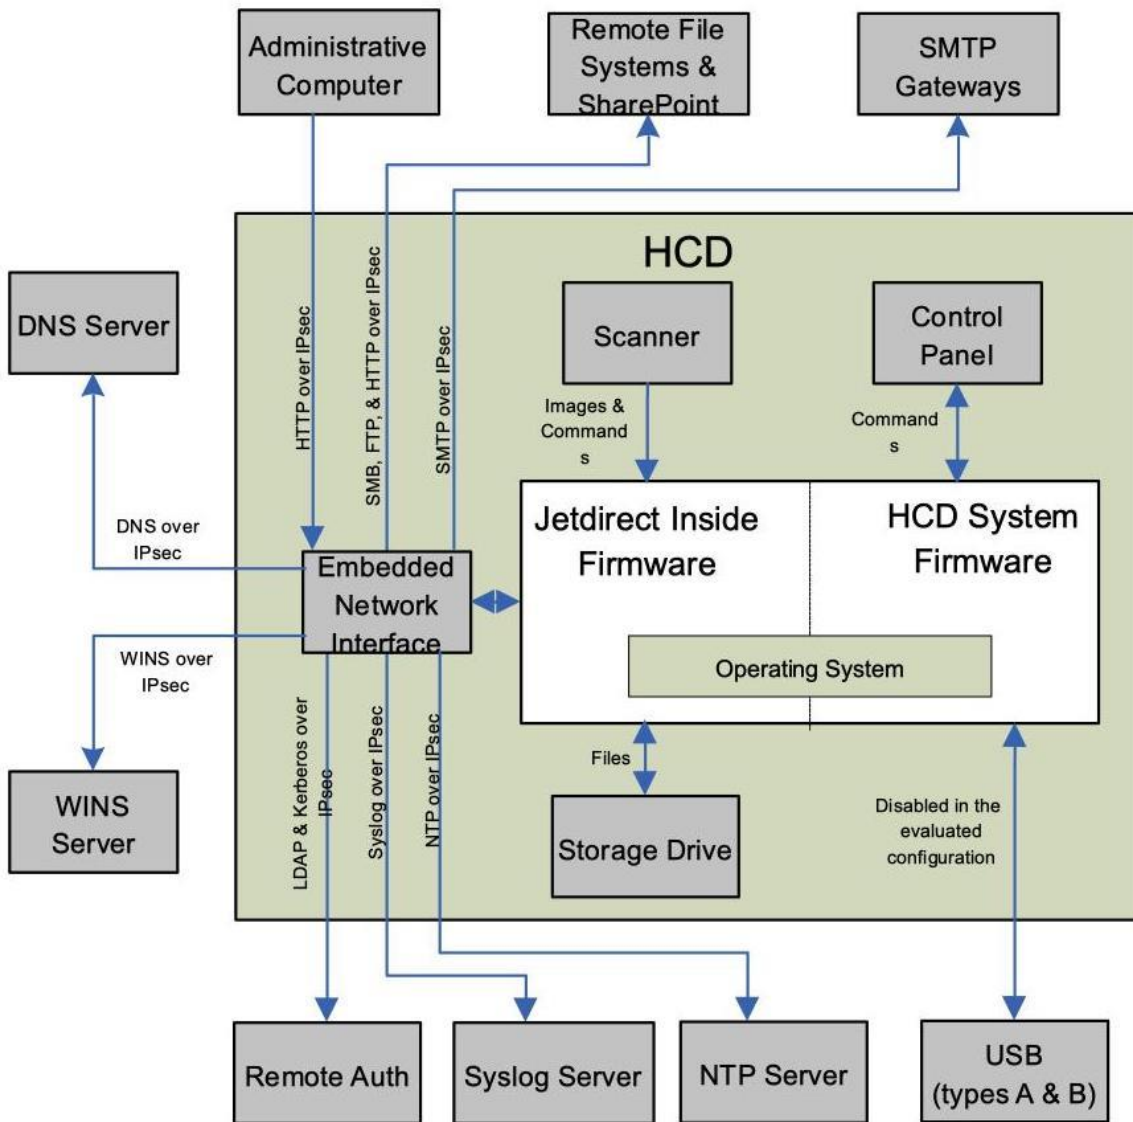 Administrative
Computer
Remote File
Systems &
SharePoint
SMTP
Gateways
HCD
DNS Server
HTTP over IPsec
SMB, FTP, & HTTP over IPsec
SMTP over IPsec
Scanner
Control
Panel
Images &
Command
s
Command
s
Jetdirect Inside
Firmware
HCD System
Firmware
DNS over
IPsec
Embedded
Network
Interface
WINS over
IPsec
Operating System
WINS
Server
LDAP & Kerberos over
IPsec
Syslog over IPsec
NTP over IPsec
Files
Storage Drive
Disabled in the
evaluated
configuration
Remote Auth
Syslog Server
NTP Server
USB
(types A & B)